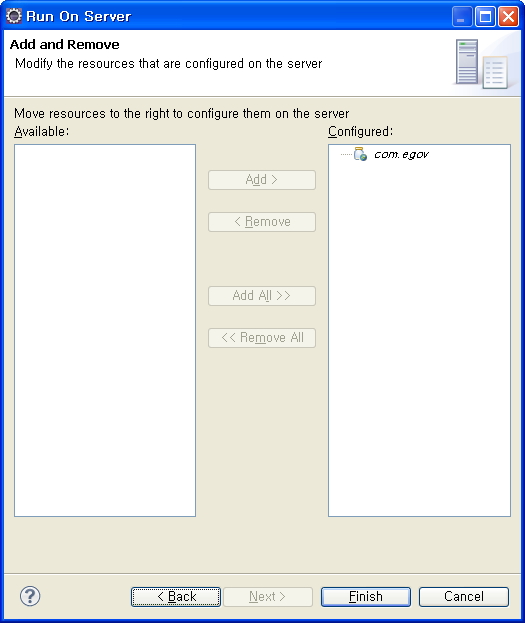 Run On Server
Add and Remove
Modify the resources that are configured on the server
Move resources to the right to configure them on the server
Available:
Configured:
com.egov
Add >
< Remove
Add All >>
<< Remove All
?
< Back
Next >
Finish
Cancel